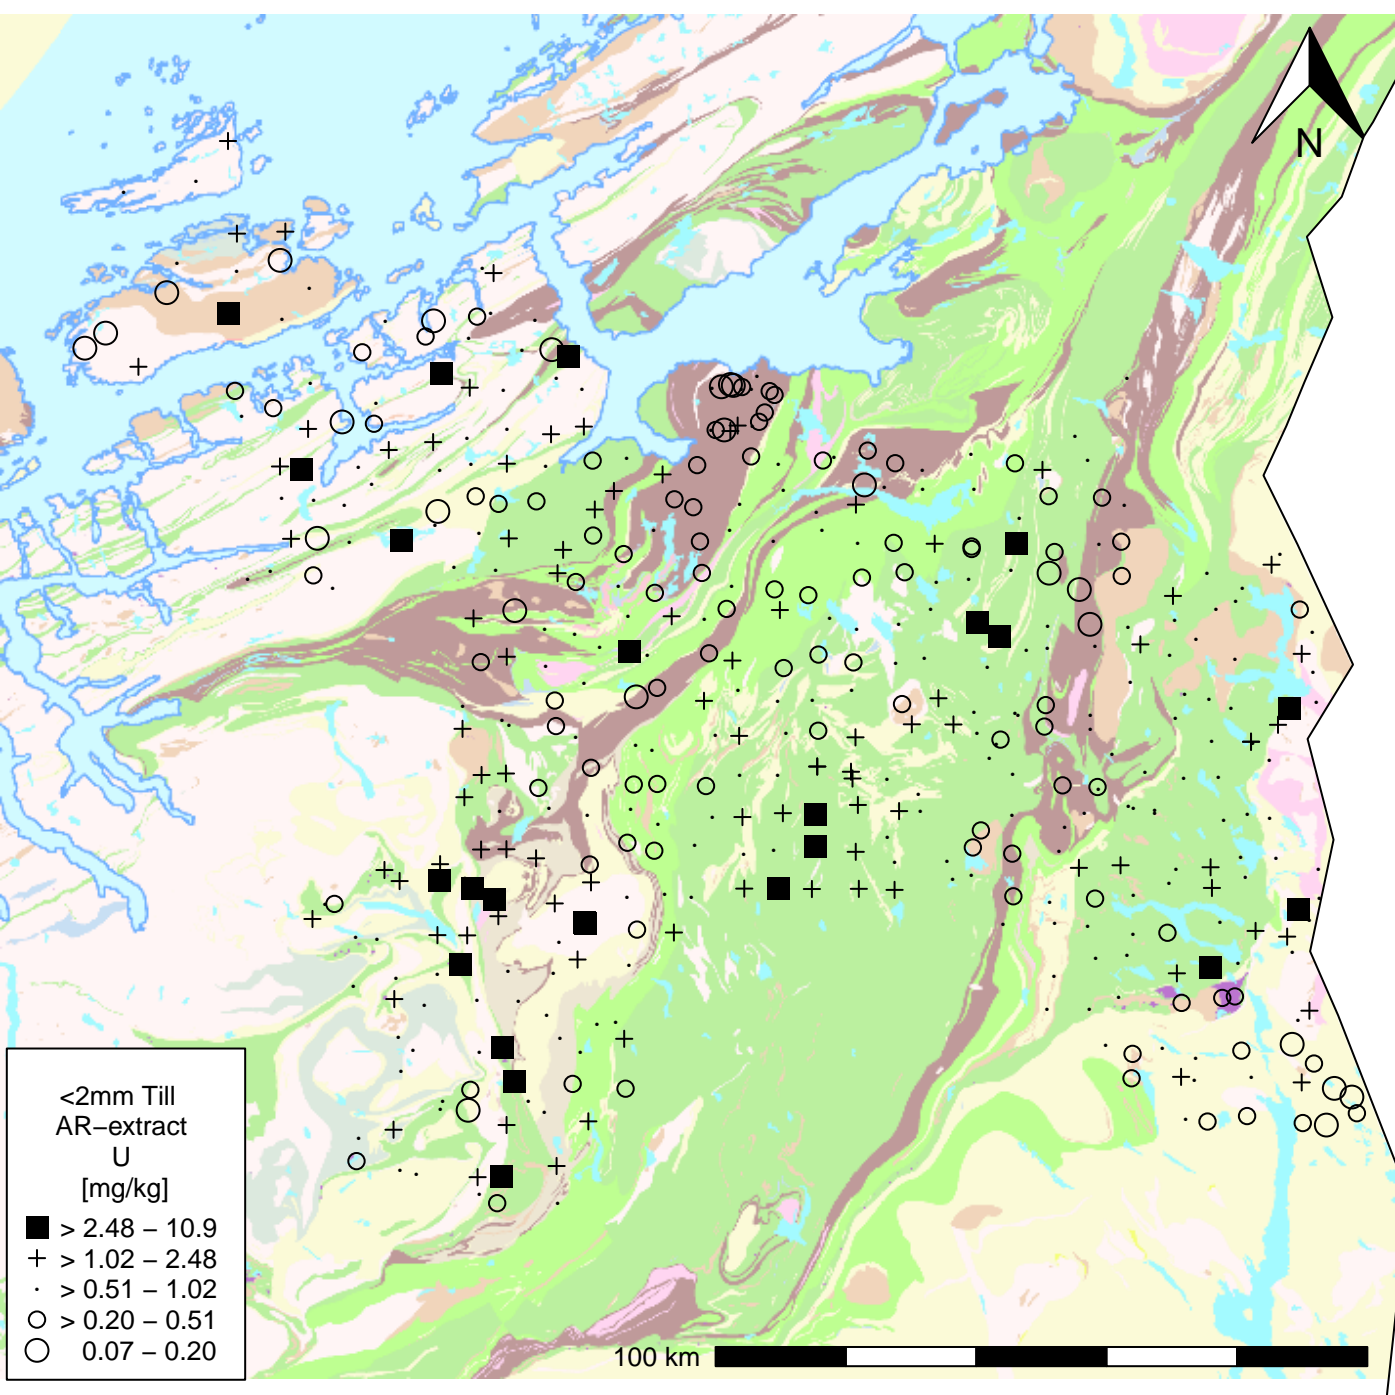 N
<2mm Till
AR−extract
U
[mg/kg]
> 2.48 − 10.9
> 1.02 − 2.48
> 0.51 − 1.02
> 0.20 − 0.51
0.07 − 0.20
100 km